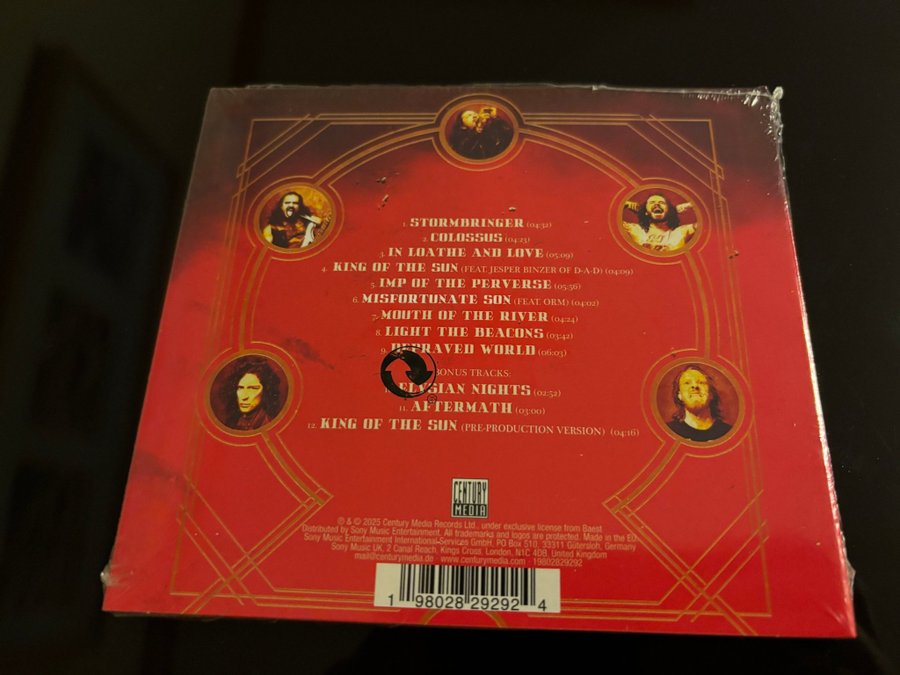 1. STORMBRINGER (04:32)
2. COLOSSUS (04:23)
3. IN LOATHE AND LOVE (05:09)
4. KING OF THE SUN (FEAT. JESPER BINZER OF D-A-D) (04:09)
5. IMP OF THE PERVERSE (05:56)
6. MISFORTUNATE SON (FEAT. ORM) (04:02)
7. MOUTH OF THE RIVER (04:24)
8. LIGHT THE BEACONS (03:42)
9. DEPRAVED WORLD (06:03)
BONUS TRACKS:
ELYSIAN NIGHTS (02:52)
11. AFTERMATH (03:00)
12. KING OF THE SUN (PRE-PRODUCTION VERSION) (04:16)
CENTURY
MEDIA
℗ & © 2025 Century Media Records Ltd., under exclusive license from Baest
Distributed by Sony Music Entertainment. All trademarks and logos are protected. Made in the EU.
Sony Music Entertainment International Services GmbH, PO Box 510, 33311 Gütersloh, Germany
Sony Music UK, 2 Canal Reach, Kings Cross, London, N1C 4DB, United Kingdom
mail@centurymedia.de · www.centurymedia.com · 19802829292
1 98028 29292 4